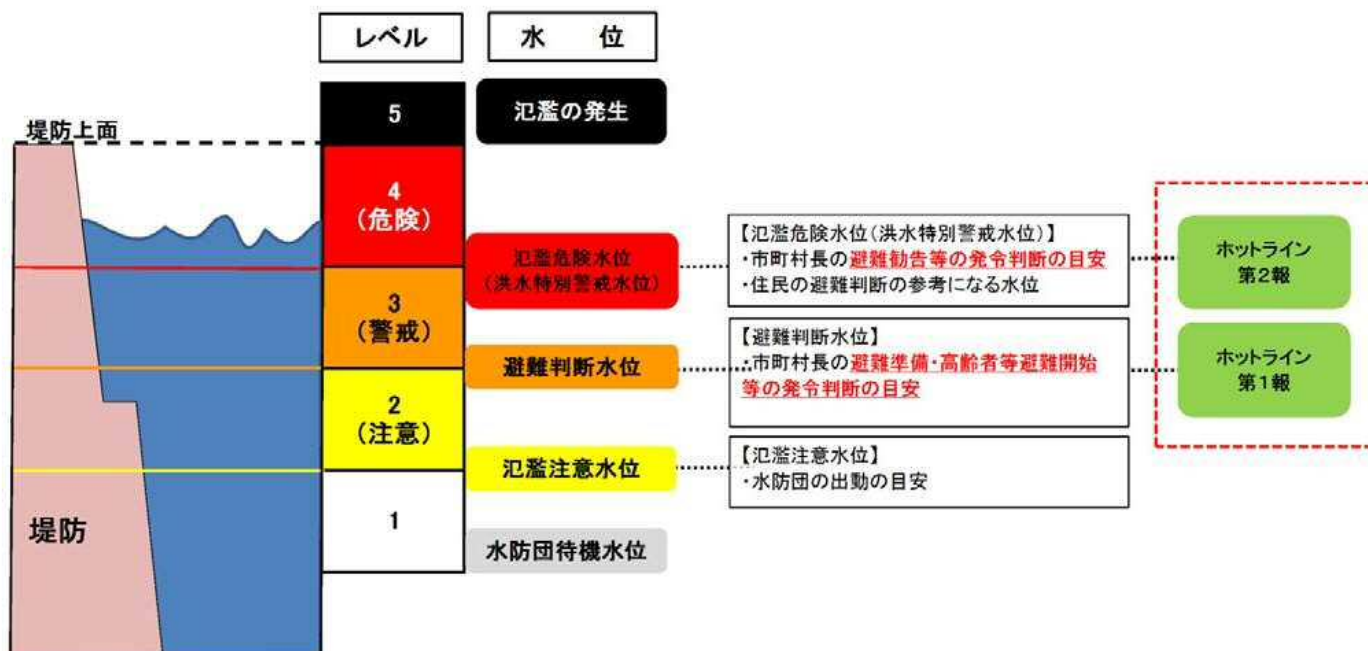 レベル
水　位
堤防上面
5
氾濫の発生
4
(危険)
氾濫危険水位
(洪水特別警戒水位)
【氾濫危険水位(洪水特別警戒水位)】
・市町村長の避難勧告等の発令判断の目安
・住民の避難判断の参考になる水位
ホットライン
第2報
3
(警戒)
避難判断水位
【避難判断水位】
・市町村長の避難準備・高齢者等避難開始
等の発令判断の目安
ホットライン
第1報
2
(注意)
氾濫注意水位
【氾濫注意水位】
・水防団の出動の目安
堤防
1
水防団待機水位